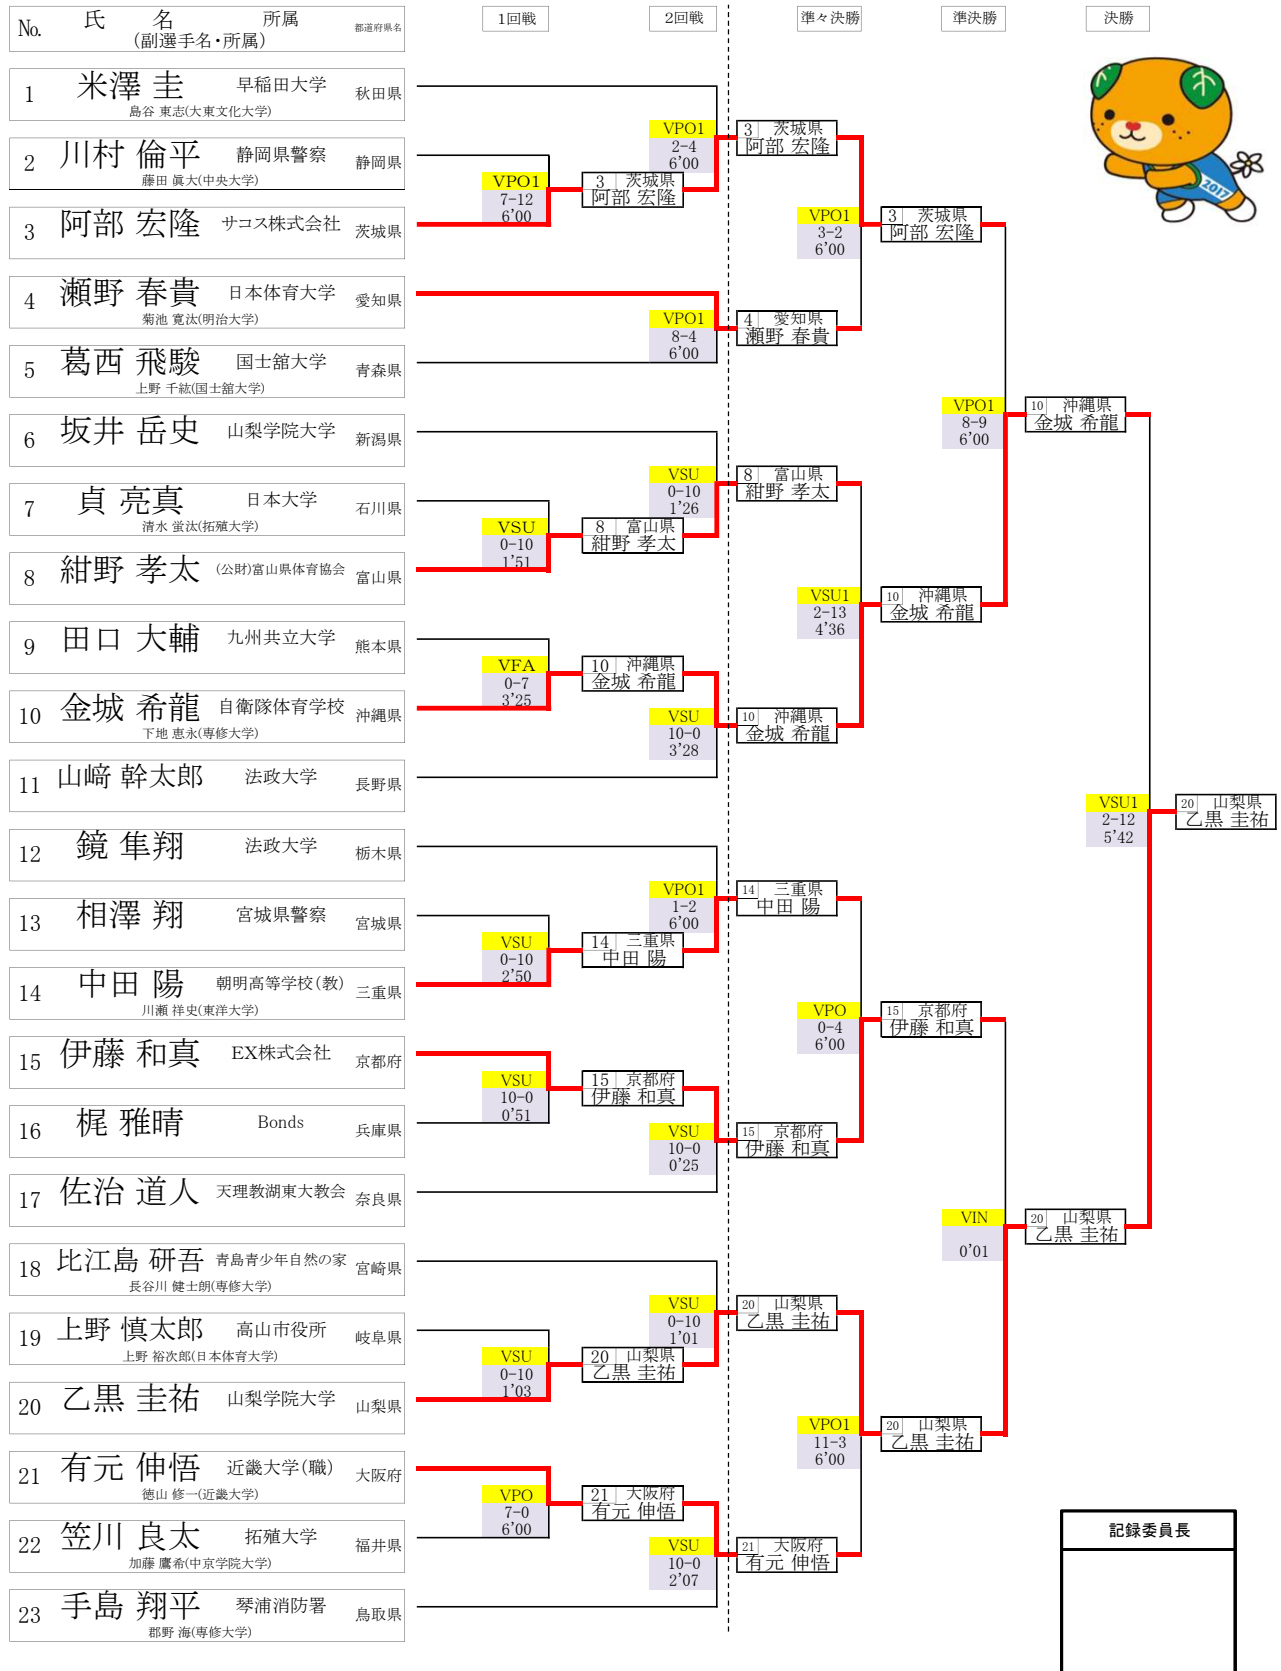 No.
氏　名　所属
(副選手名・所属)
都道府県名
1回戦
2回戦
準々決勝
準決勝
決勝
2017
1 米澤 圭 早稲田大学 秋田県
島谷 東志(大東文化大学)
2 川村 倫平 静岡県警察 静岡県
藤田 眞大(中央大学)
3 阿部 宏隆 サコス株式会社 茨城県
4 瀬野 春貴 日本体育大学 愛知県
菊池 寛汰(明治大学)
5 葛西 飛駿 国士舘大学 青森県
上野 千紘(国士舘大学)
6 坂井 岳史 山梨学院大学 新潟県
7 貞 亮真 日本大学 石川県
清水 蛍汰(拓殖大学)
8 紺野 孝太 (公財)富山県体育協会 富山県
9 田口 大輔 九州共立大学 熊本県
10 金城 希龍 自衛隊体育学校 沖縄県
下地 恵永(専修大学)
11 山﨑 幹太郎 法政大学 長野県
12 鏡 隼翔 法政大学 栃木県
13 相澤 翔 宮城県警察 宮城県
14 中田 陽 朝明高等学校(教) 三重県
川瀬 祥史(東洋大学)
15 伊藤 和真 EX株式会社 京都府
16 梶 雅晴 Bonds 兵庫県
17 佐治 道人 天理教湖東大教会 奈良県
18 比江島 研吾 青島青少年自然の家 宮崎県
長谷川 健士朗(専修大学)
19 上野 慎太郎 高山市役所 岐阜県
上野 裕次郎(日本体育大学)
20 乙黒 圭祐 山梨学院大学 山梨県
21 有元 伸悟 近畿大学(職) 大阪府
徳山 修一(近畿大学)
22 笠川 良太 拓殖大学 福井県
加藤 鷹希(中京学院大学)
23 手島 翔平 琴浦消防署 鳥取県
郡野 海(専修大学)
VPO1
7-12
6'00
VSU
0-10
1'51
VFA
0-7
3'25
VSU
0-10
2'50
VSU
10-0
0'51
VSU
0-10
1'03
VPO
7-0
6'00
3 茨城県
阿部 宏隆
8 富山県
紺野 孝太
10 沖縄県
金城 希龍
14 三重県
中田 陽
15 京都府
伊藤 和真
20 山梨県
乙黒 圭祐
21 大阪府
有元 伸悟
VPO1
2-4
6'00
VPO1
8-4
6'00
VSU
0-10
1'26
VSU
10-0
3'28
VPO1
1-2
6'00
VSU
10-0
0'25
VSU
0-10
1'01
VSU
10-0
2'07
3 茨城県
阿部 宏隆
4 愛知県
瀬野 春貴
8 富山県
紺野 孝太
10 沖縄県
金城 希龍
14 三重県
中田 陽
15 京都府
伊藤 和真
20 山梨県
乙黒 圭祐
21 大阪府
有元 伸悟
VPO1
3-2
6'00
VSU1
2-13
4'36
VPO
0-4
6'00
VPO1
11-3
6'00
3 茨城県
阿部 宏隆
10 沖縄県
金城 希龍
15 京都府
伊藤 和真
20 山梨県
乙黒 圭祐
VPO1
8-9
6'00
VIN
0'01
10 沖縄県
金城 希龍
20 山梨県
乙黒 圭祐
VSU1
2-12
5'42
20 山梨県
乙黒 圭祐
記録委員長